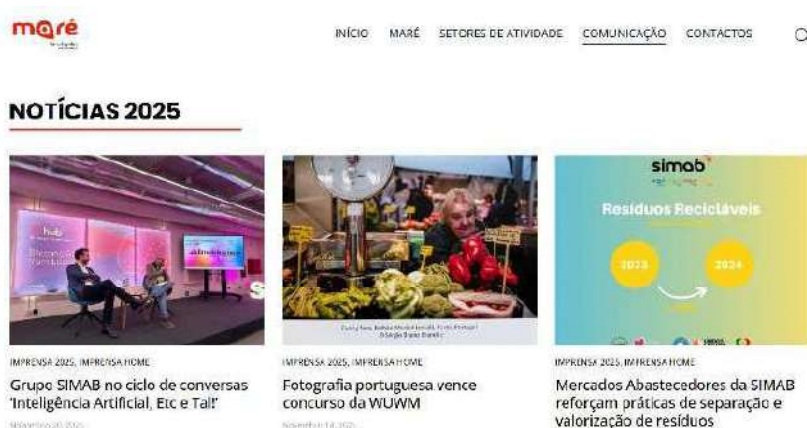 maré
INÍCIO MARÉ SETORES DE ATIVIDADE COMUNICAÇÃO CONTACTOS
NOTÍCIAS 2025
hub
simab
Resíduos Recicláveis
2023
2024
IMPRENSA 2025, IMPRENSA HOME
Grupo SIMAB no ciclo de conversas
‘Inteligência Artificial, Etc e Tal!’
IMPRENSA 2025, IMPRENSA HOME
Fotografia portuguesa vence
concurso da WUWM
IMPRENSA 2025, IMPRENSA HOME
Mercados Abastecedores da SIMAB
reforçam práticas de separação e
valorização de resíduos